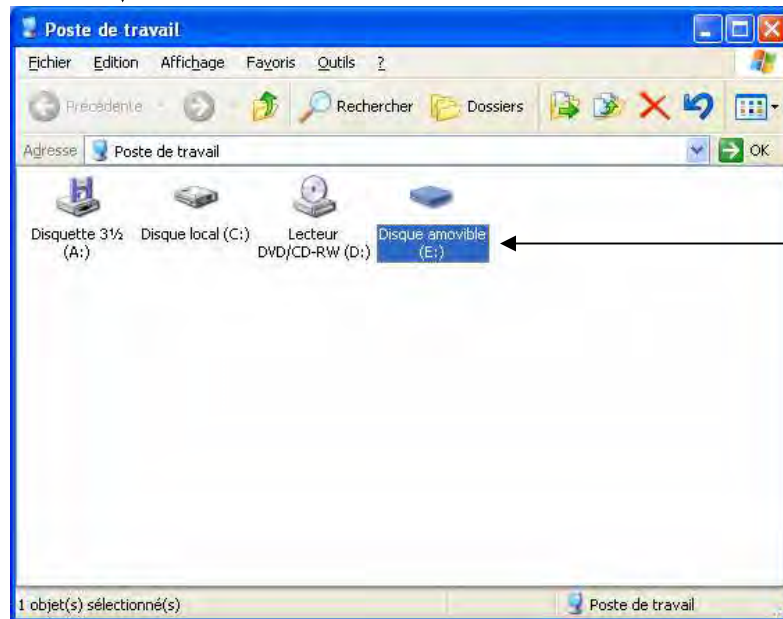 Poste de travail
Fichier Edition Affichage Favoris Outils ?
Précédente Rechercher Dossiers
Adresse Poste de travail OK
Disquette 3½ (A:)
Disque local (C:)
Lecteur DVD/CD-RW (D:)
Disque amovible (E:)
1 objet(s) sélectionné(s) Poste de travail